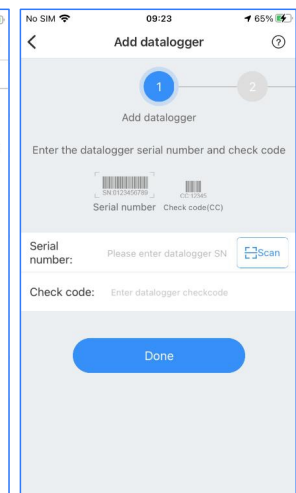 No SIM 09:23 65%
Add datalogger ?
1 2
Add datalogger
Enter the datalogger serial number and check code
SN:0123456789 CC:12345
Serial number Check code(CC)
Serial number: Please enter datalogger SN Scan
Check code: Enter datalogger checkcode
Done